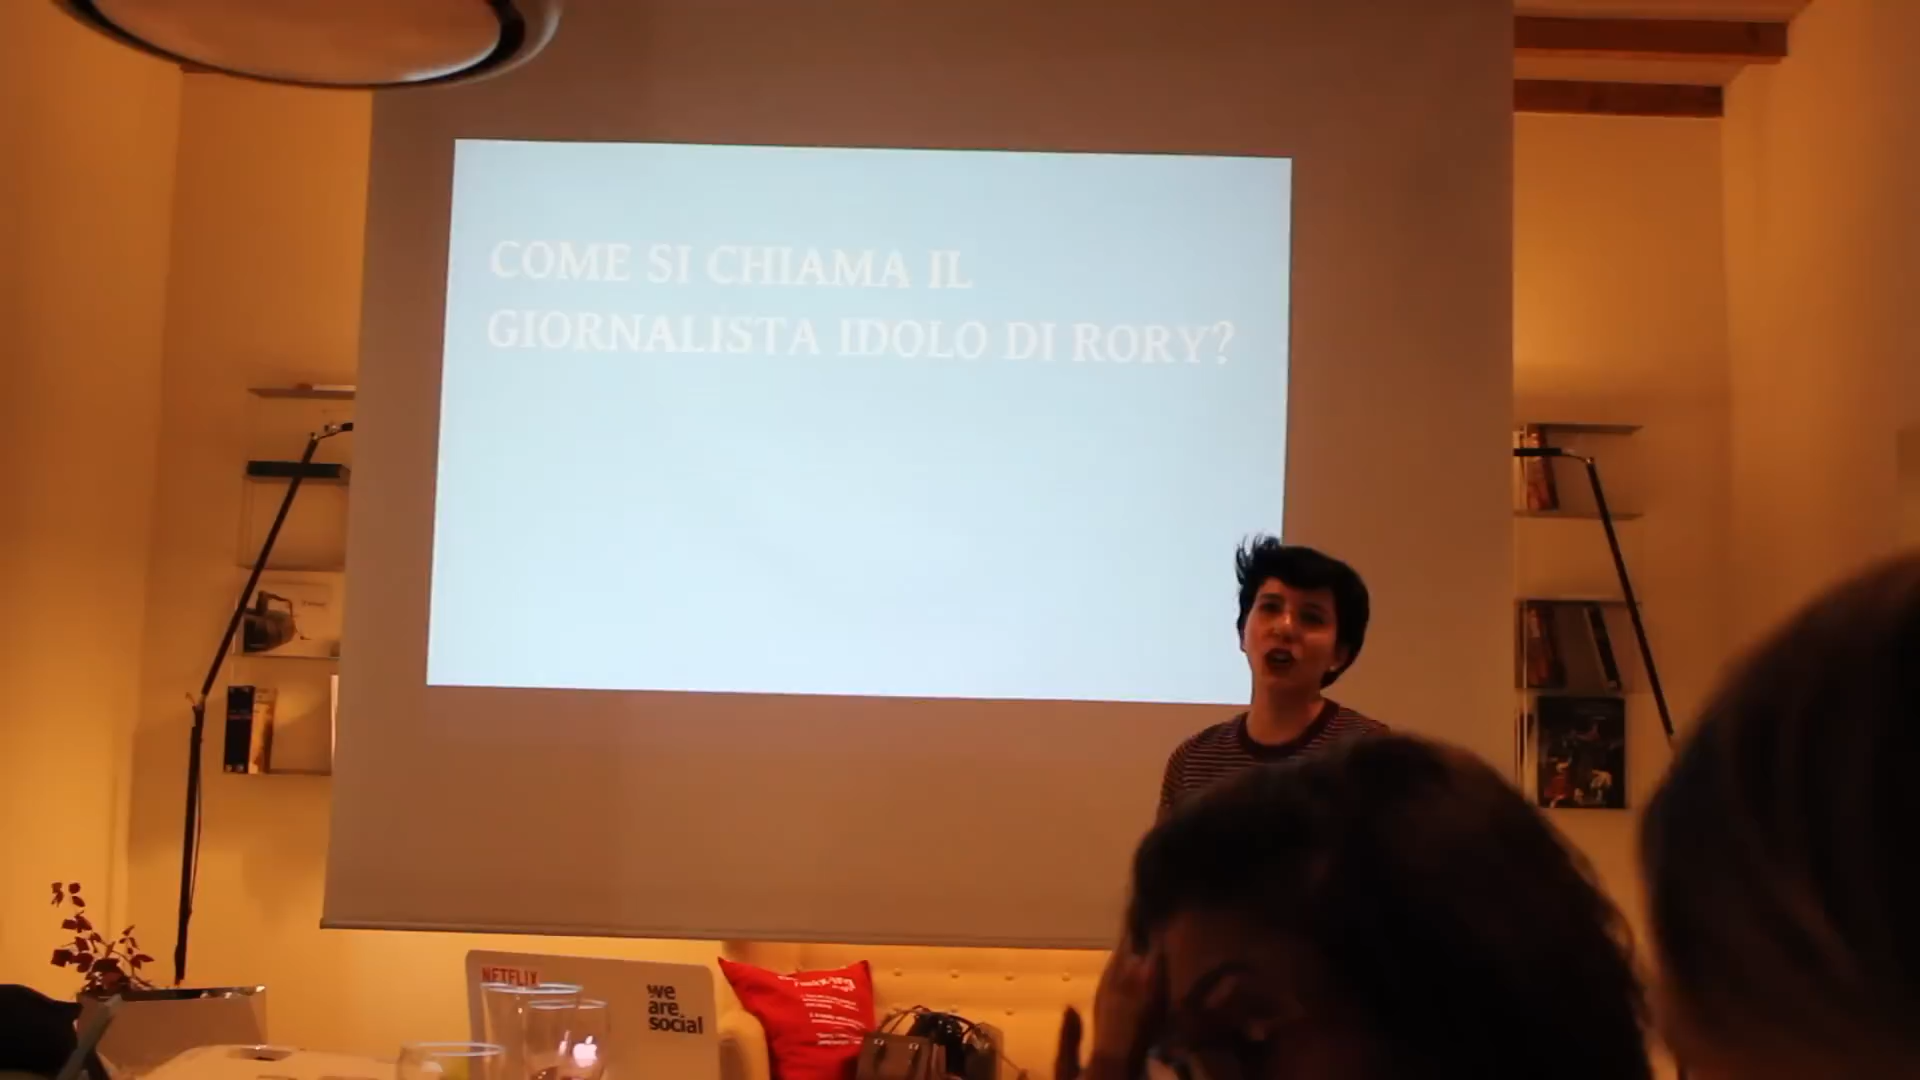 COME SI CHIAMA IL
GIORNALISTA IDOLO DI RORY?
NETFLIX
we
are
social